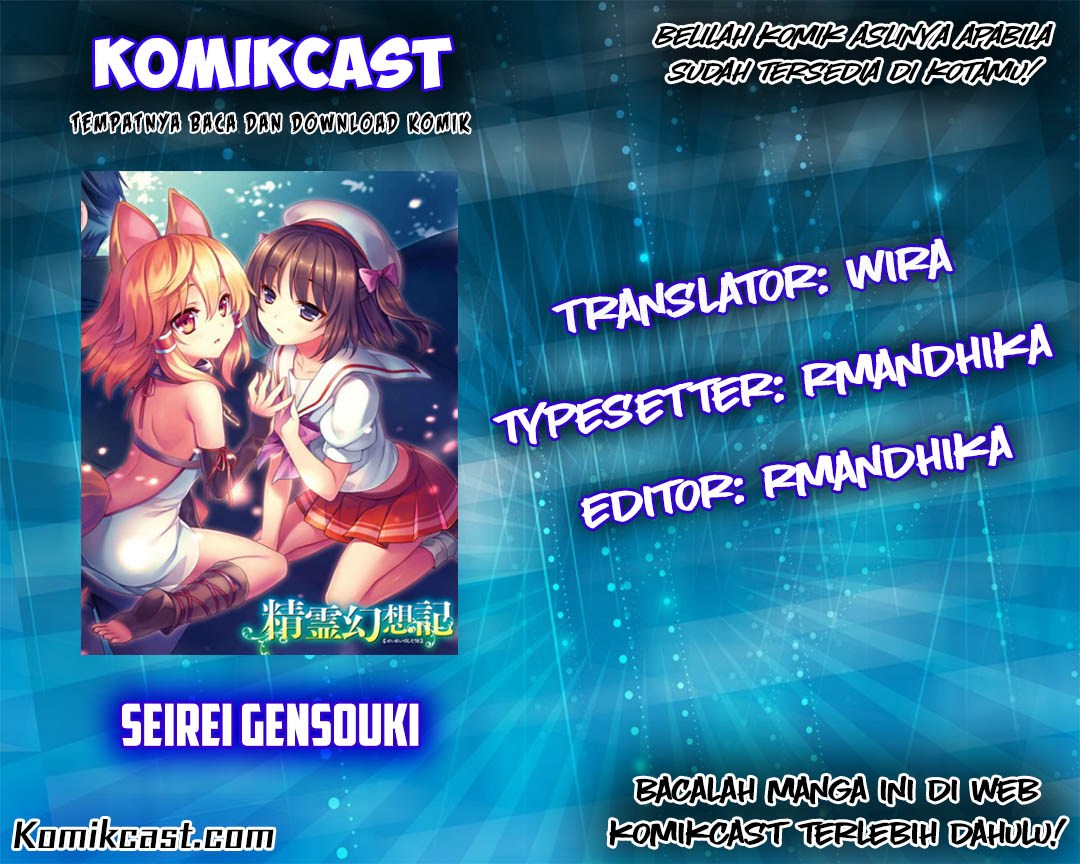 KOMIKCAST
TEMPATNYA BACA DAN DOWNLOAD KOMIK
BELILAH KOMIK ASLINYA APABILA
SUDAH TERSEDIA DI KOTAMU!
TRANSLATOR: WIRA
TYPESETTER: RMANDHIKA
EDITOR: RMANDHIKA
精霊幻想記
SEIREI GENSOUKI
BACALAH MANGA INI DI WEB
KOMIKCAST TERLEBIH DAHULU!
Komikcast.com